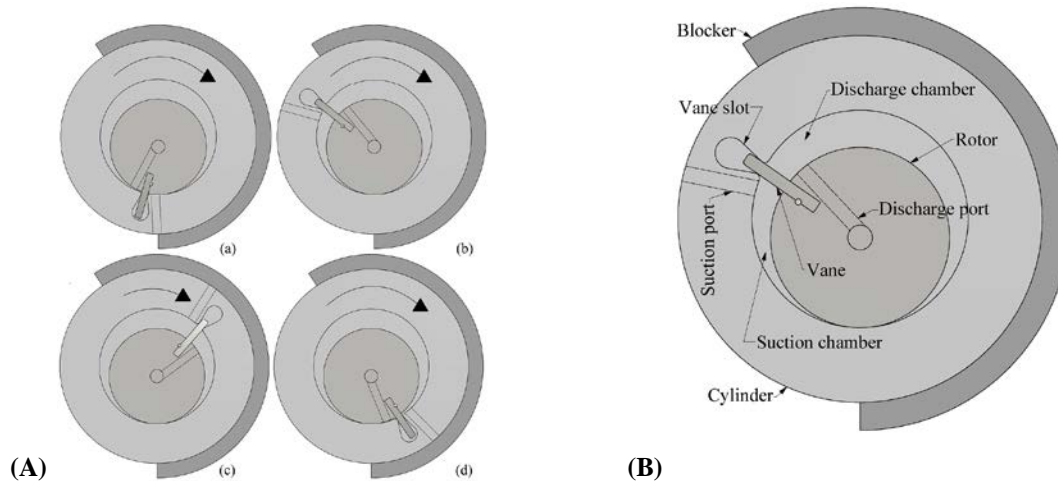 (a)
(b)
(c)
(d)
(A)
Blocker
Discharge chamber
Vane slot
Rotor
Suction port
Discharge port
Vane
Suction chamber
Cylinder
(B)